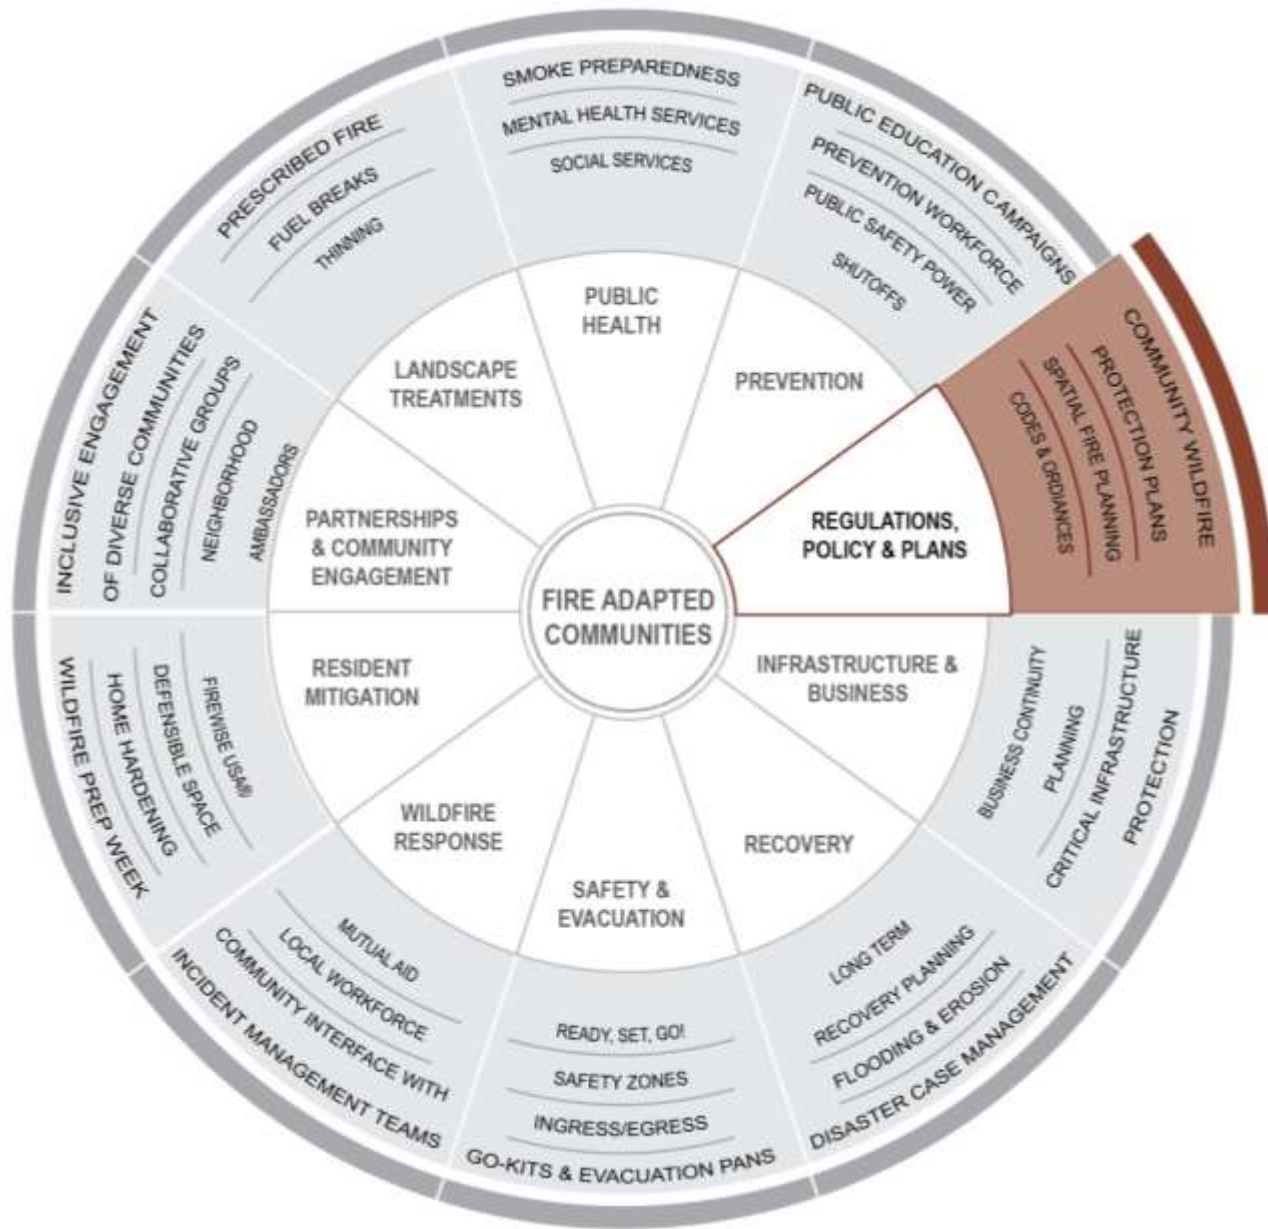 SMOKE PREPAREDNESS
MENTAL HEALTH SERVICES
SOCIAL SERVICES
PUBLIC
HEALTH
PUBLIC EDUCATION CAMPAIGNS
PREVENTION WORKFORCE
PUBLIC SAFETY POWER
SHUTOFFS
PREVENTION
COMMUNITY WILDFIRE
PROTECTION PLANS
SPATIAL FIRE PLANNING
CODES & ORDIANCES
REGULATIONS,
POLICY & PLANS
INFRASTRUCTURE &
BUSINESS
BUSINESS CONTINUITY
PLANNING
CRITICAL INFRASTRUCTURE
PROTECTION
RECOVERY
LONG TERM
RECOVERY PLANNING
FLOODING & EROSION
DISASTER CASE MANAGEMENT
SAFETY &
EVACUATION
READY, SET, GO!
SAFETY ZONES
INGRESS/EGRESS
GO-KITS & EVACUATION PANS
WILDFIRE
RESPONSE
MUTUAL AID
LOCAL WORKFORCE
COMMUNITY INTERFACE WITH
INCIDENT MANAGEMENT TEAMS
RESIDENT
MITIGATION
FIREWISE USA®
DEFENSIBLE SPACE
HOME HARDENING
WILDFIRE PREP WEEK
PARTNERSHIPS
& COMMUNITY
ENGAGEMENT
INCLUSIVE ENGAGEMENT
OF DIVERSE COMMUNITIES
COLLABORATIVE GROUPS
NEIGHBORHOOD
AMBASSADORS
LANDSCAPE
TREATMENTS
PRESCRIBED FIRE
FUEL BREAKS
THINNING
FIRE ADAPTED
COMMUNITIES